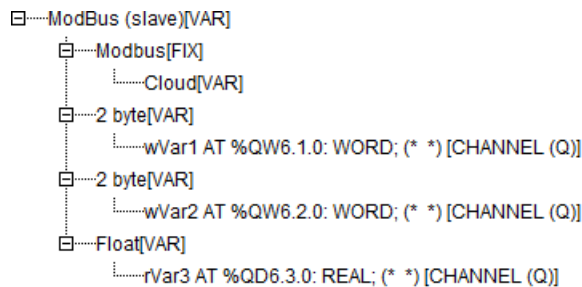 ModBus (slave)[VAR]
Modbus[FIX]
Cloud[VAR]
2 byte[VAR]
wVar1 AT %QW6.1.0: WORD; (* *) [CHANNEL (Q)]
2 byte[VAR]
wVar2 AT %QW6.2.0: WORD; (* *) [CHANNEL (Q)]
Float[VAR]
rVar3 AT %QD6.3.0: REAL; (* *) [CHANNEL (Q)]